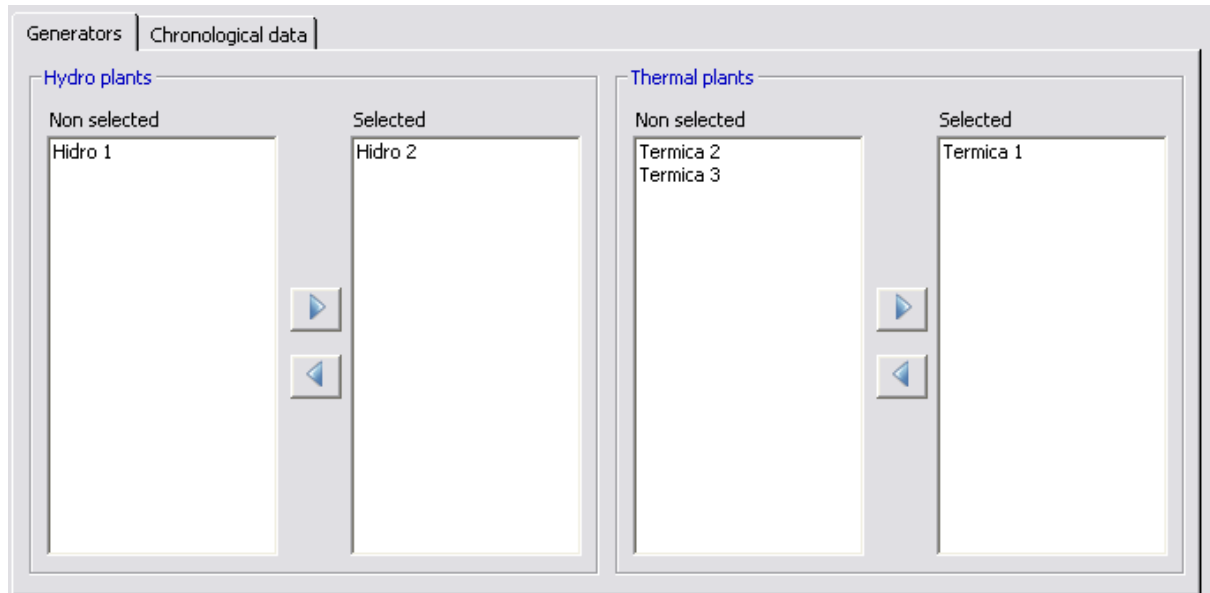 Generators Chronological data
Hydro plants
Non selected Selected
Hidro 1 Hidro 2
Thermal plants
Non selected Selected
Termica 2 Termica 1
Termica 3